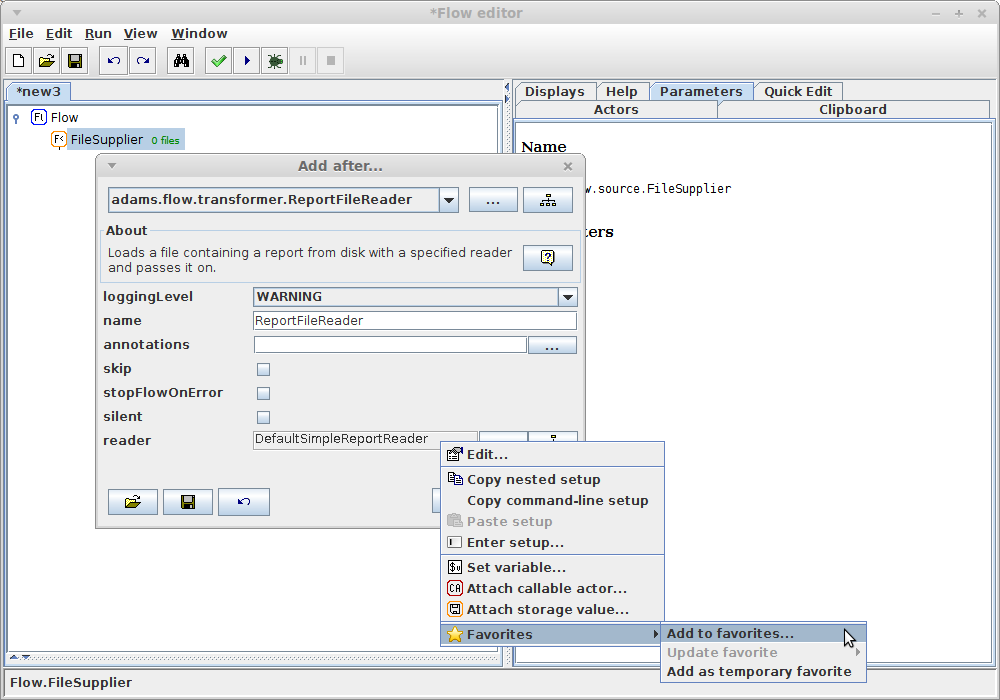 *Flow editor
File Edit Run View Window
*new3
Displays Help Parameters Quick Edit
Actors Clipboard
Flow
FileSupplier 0 files
Name
w.source.FileSupplier
ters
Add after...
adams.flow.transformer.ReportFileReader
...
About
Loads a file containing a report from disk with a specified reader
and passes it on.
loggingLevel WARNING
name ReportFileReader
annotations ...
skip
stopFlowOnError
silent
reader DefaultSimpleReportReader
Edit...
Copy nested setup
Copy command-line setup
Paste setup
Enter setup...
Set variable...
Attach callable actor...
Attach storage value...
Favorites
Add to favorites...
Update favorite
Add as temporary favorite
Flow.FileSupplier